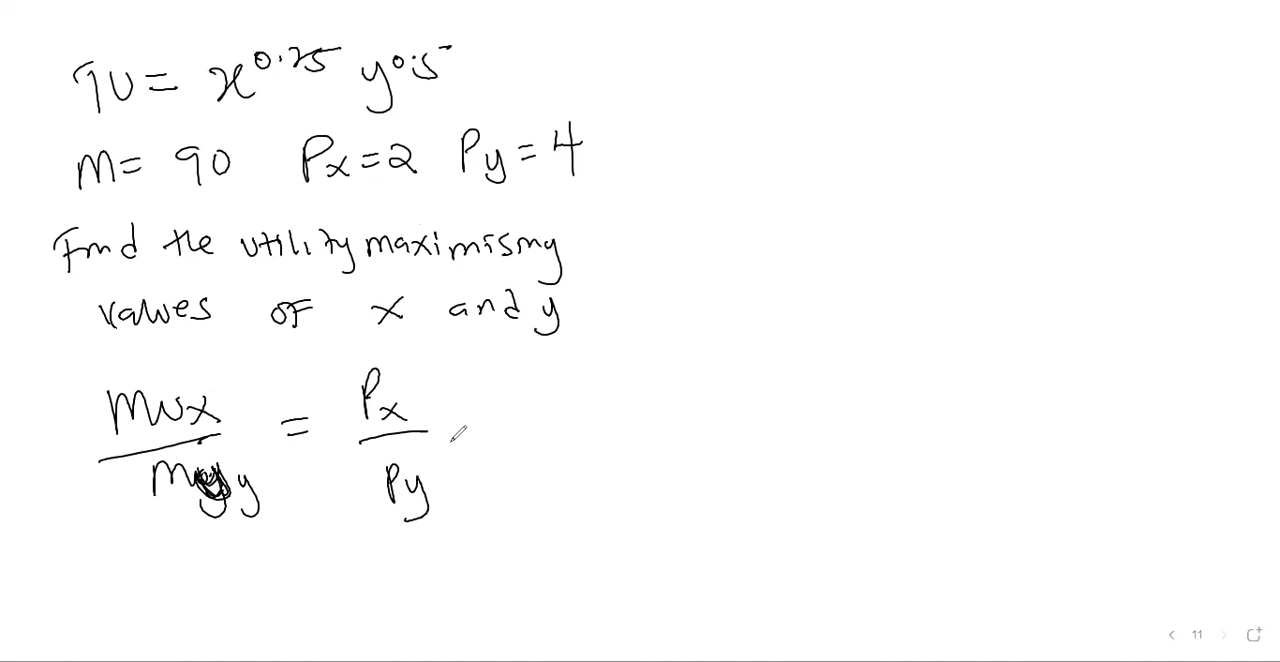 TU = x^0.25 y^0.5
M = 90 Px = 2 Py = 4
Find the utility maximising
values of x and y
MUx / M y = Px / Py
11